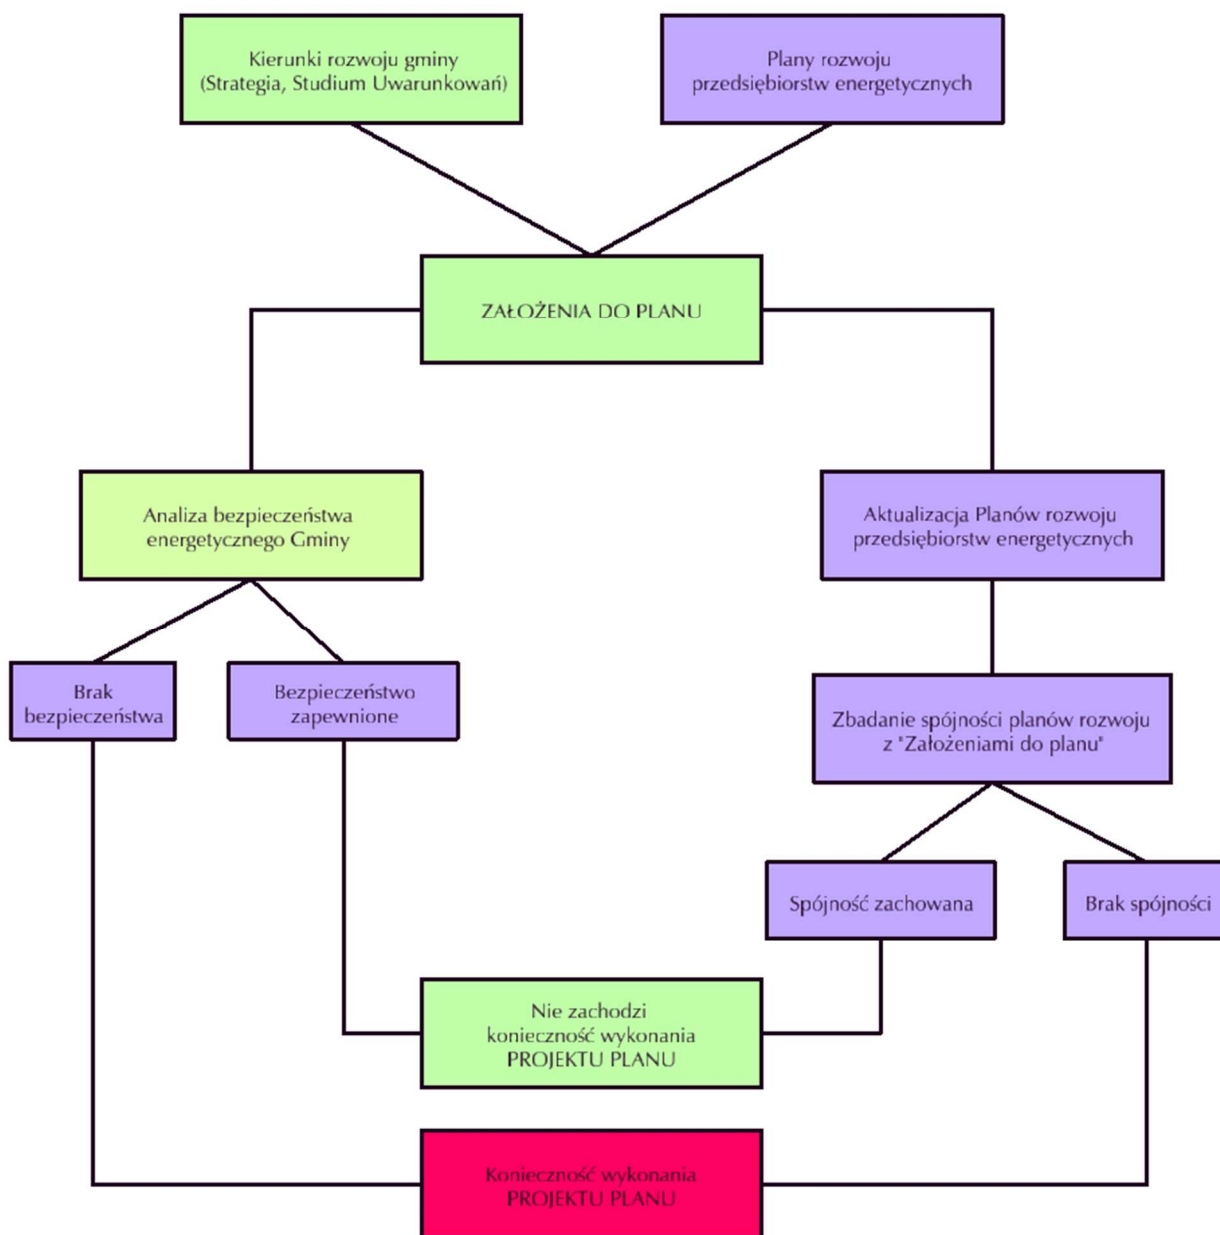 Kierunki rozwoju gminy
(Strategia, Studium Uwarunkowań)
Plany rozwoju
przedsiębiorstw energetycznych
ZAŁOŻENIA DO PLANU
Analiza bezpieczeństwa
energetycznego Gminy
Aktualizacja Planów rozwoju
przedsiębiorstw energetycznych
Brak
bezpieczeństwa
Bezpieczeństwo
zapewnione
Zbadanie spójności planów rozwoju
z "Założeniami do planu"
Spójność zachowana
Brak spójności
Nie zachodzi
konieczność wykonania
PROJEKTU PLANU
Konieczność wykonania
PROJEKTU PLANU